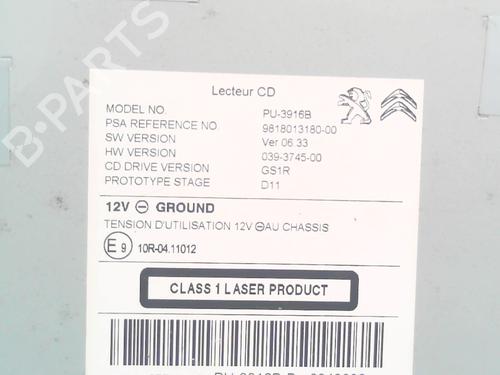 B-PARTS
Lecteur CD
MODEL NO. PU-3916B
PSA REFERENCE NO. 9818013180-00
SW VERSION Ver 06 33
HW VERSION 039-3745-00
CD DRIVE VERSION GS1R
PROTOTYPE STAGE D11
12V ⊖ GROUND
TENSION D'UTILISATION 12V ⊖AU CHASSIS
E 9 10R-04.11012
CLASS 1 LASER PRODUCT